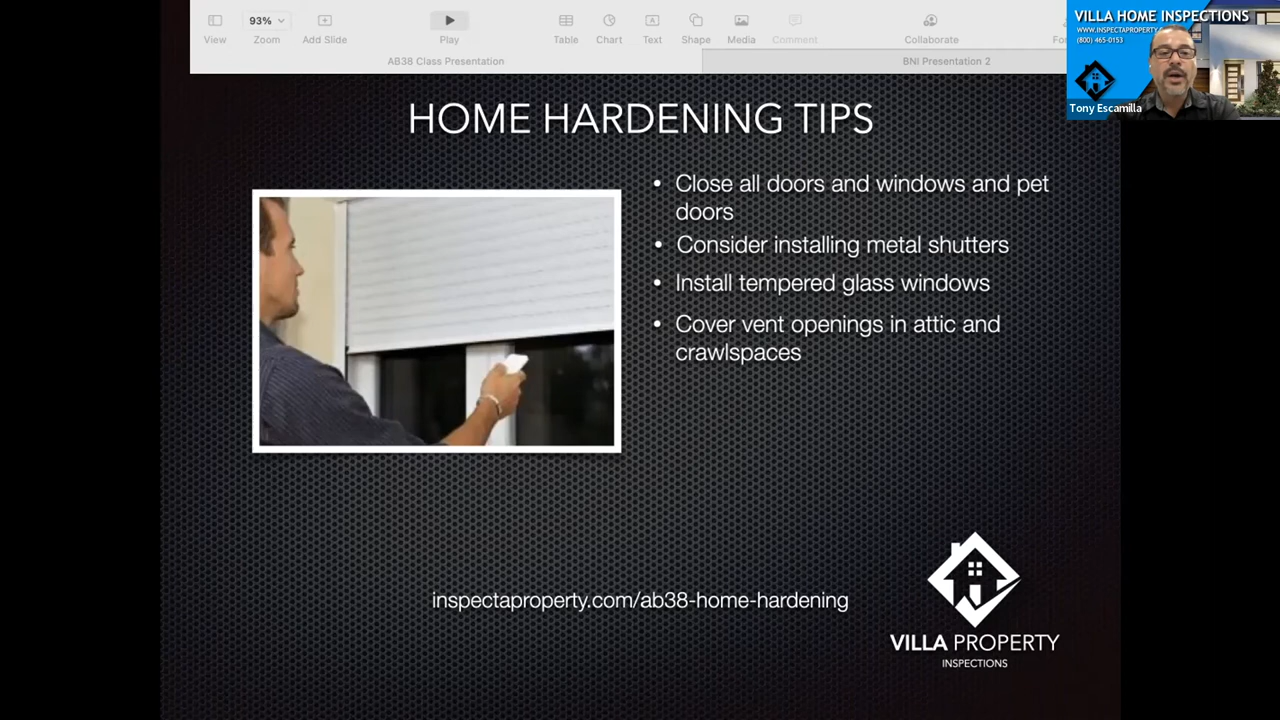 View
93%
Zoom
Add Slide
Play
Table
Chart
Text
Shape
Media
Comment
Collaborate
AB38 Class Presentation
BNI Presentation 2
VILLA HOME INSPECTIONS
(800) 465-0153
Tony Escamilla
HOME HARDENING TIPS
• Close all doors and windows and pet
doors
• Consider installing metal shutters
• Install tempered glass windows
• Cover vent openings in attic and
crawlspaces
inspectaproperty.com/ab38-home-hardening
VILLA PROPERTY
INSPECTIONS